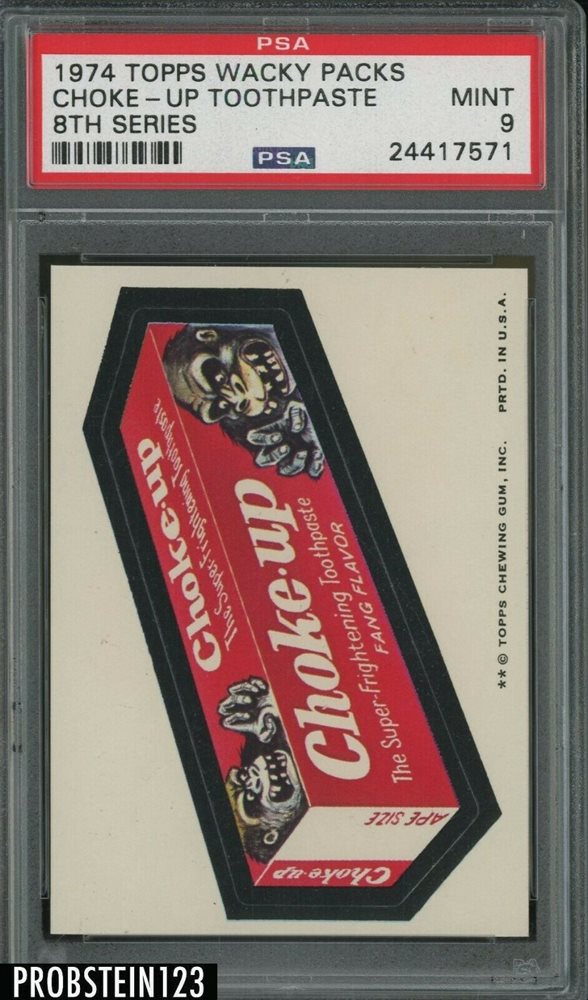 PSA
1974 TOPPS WACKY PACKS
CHOKE-UP TOOTHPASTE MINT
8TH SERIES 9
PSA 24417571
Choke-up
The Super-Frightening Toothpaste
Choke-up
The Super-Frightening Toothpaste
FANG FLAVOR
APE SIZE
Choke-up
** © TOPPS CHEWING GUM, INC. PRTD. IN U.S.A.
PROBSTEIN123